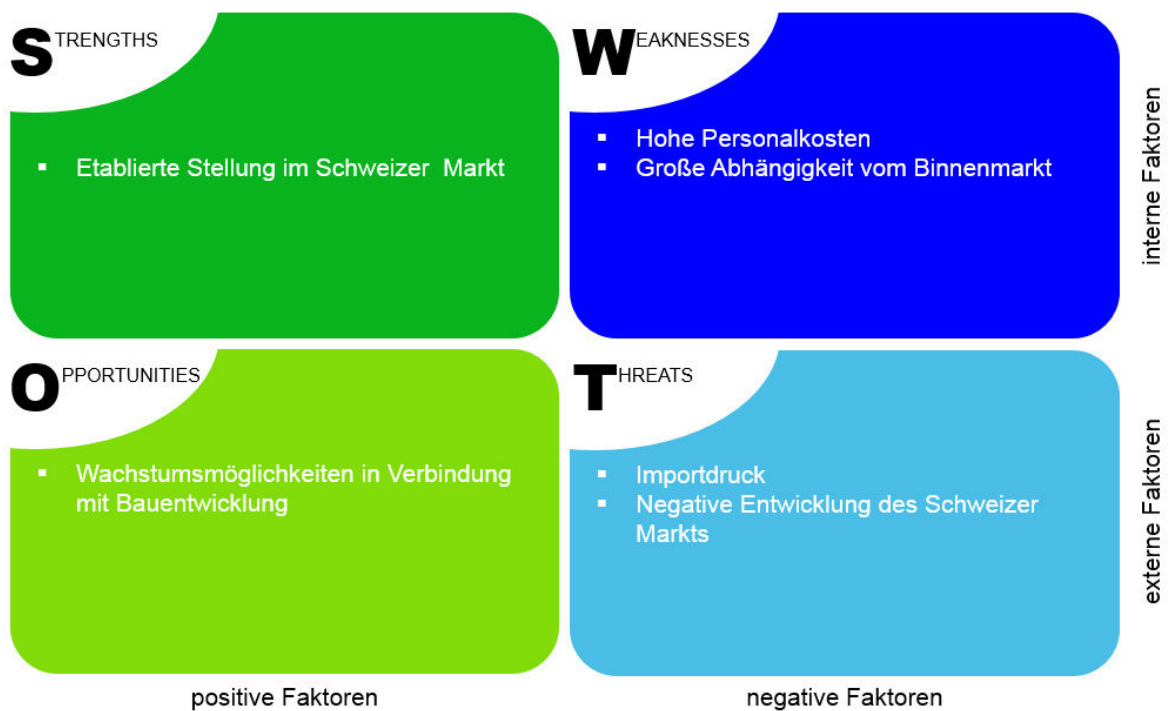 STRENGTHS
▪ Etablierte Stellung im Schweizer Markt
WEAKNESSES
▪ Hohe Personalkosten
▪ Große Abhängigkeit vom Binnenmarkt
interne Faktoren
OPPORTUNITIES
▪ Wachstumsmöglichkeiten in Verbindung
mit Bauentwicklung
THREATS
▪ Importdruck
▪ Negative Entwicklung des Schweizer
Markts
externe Faktoren
positive Faktoren
negative Faktoren